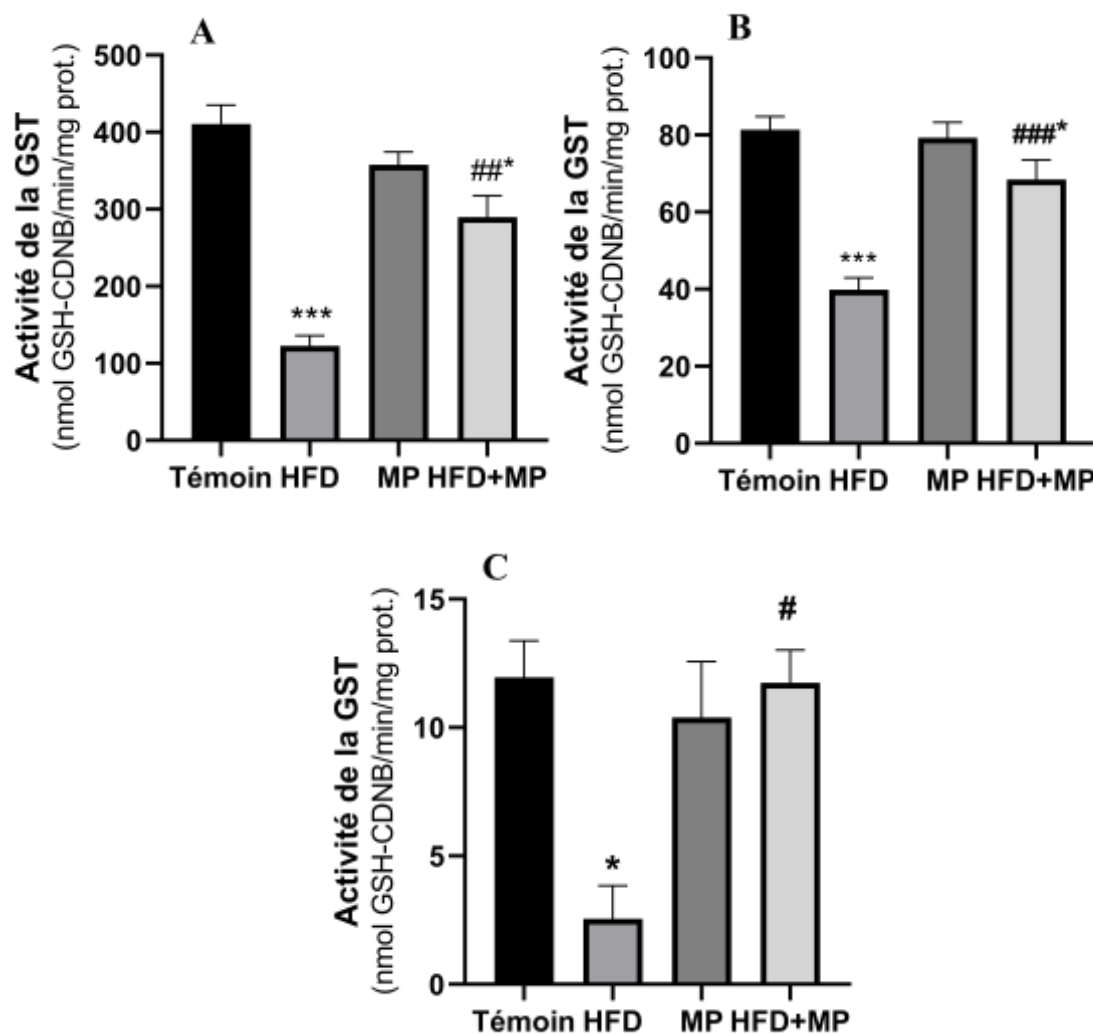 A
Activité de la GST
(nmol GSH-CDNB/min/mg prot.)
500
400
300
200
100
0
***
##*
Témoin HFD MP HFD+MP
B
Activité de la GST
(nmol GSH-CDNB/min/mg prot.)
100
80
60
40
20
0
***
###*
Témoin HFD MP HFD+MP
C
Activité de la GST
(nmol GSH-CDNB/min/mg prot.)
15
10
5
0
*
#
Témoin HFD MP HFD+MP